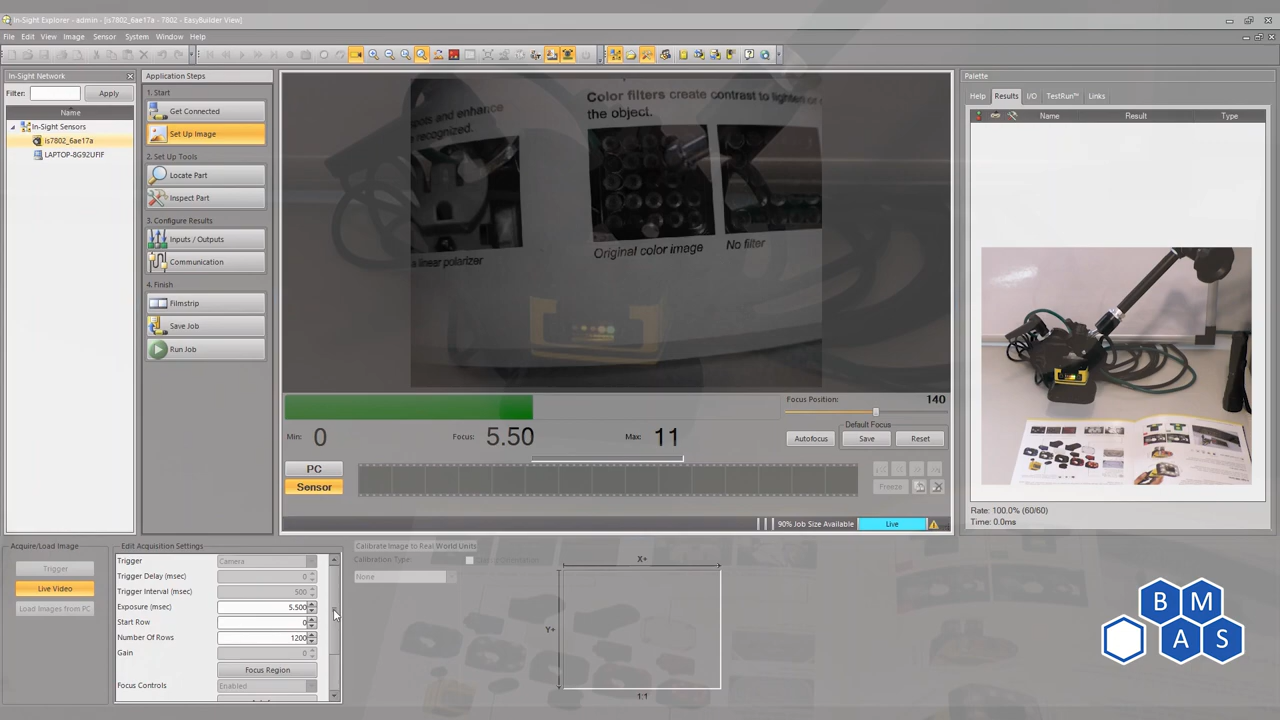 In-Sight Explorer - admin - [o7802_6ae17a - 7802 - EasyBuilder View]
File Edit View Image Sensor System Window Help
In-Sight Network
Filter: Apply
Name
In-Sight Sensors
is7802_6ae17a
LAPTOP-8G92UFIF
Application Steps
1. Start
Get Connected
Set Up Image
2. Set Up Tools
Locate Part
Inspect Part
3. Configure Results
Inputs / Outputs
Communication
4. Finish
Filmstrip
Save Job
Run Job
spots and enhance
recognized.
Color filters create contrast to lighten or
the object.
a linear polarizer
Original color image
No filter
Min: 0 Focus: 5.50 Max: 11
Focus Position: 140
Default Focus
Autofocus Save Reset
PC
Sensor
Freeze
90% Job Size Available Live
Palette
Help Results I/O TestRun™ Links
Name Result Type
Rate: 100.0% (60/60)
Time: 0.0ms
Acquire/Load Image
Trigger
Live Video
Load Images from PC
Edit Acquisition Settings
Trigger Camera
Trigger Delay (msec) 0
Trigger Interval (msec) 500
Exposure (msec) 5.500
Start Row 0
Number Of Rows 1200
Gain 0
Focus Region
Focus Controls Enabled
Calibrate Image to Real World Units
Calibration Type:
None
X+
Y+
1:1
BM
AS